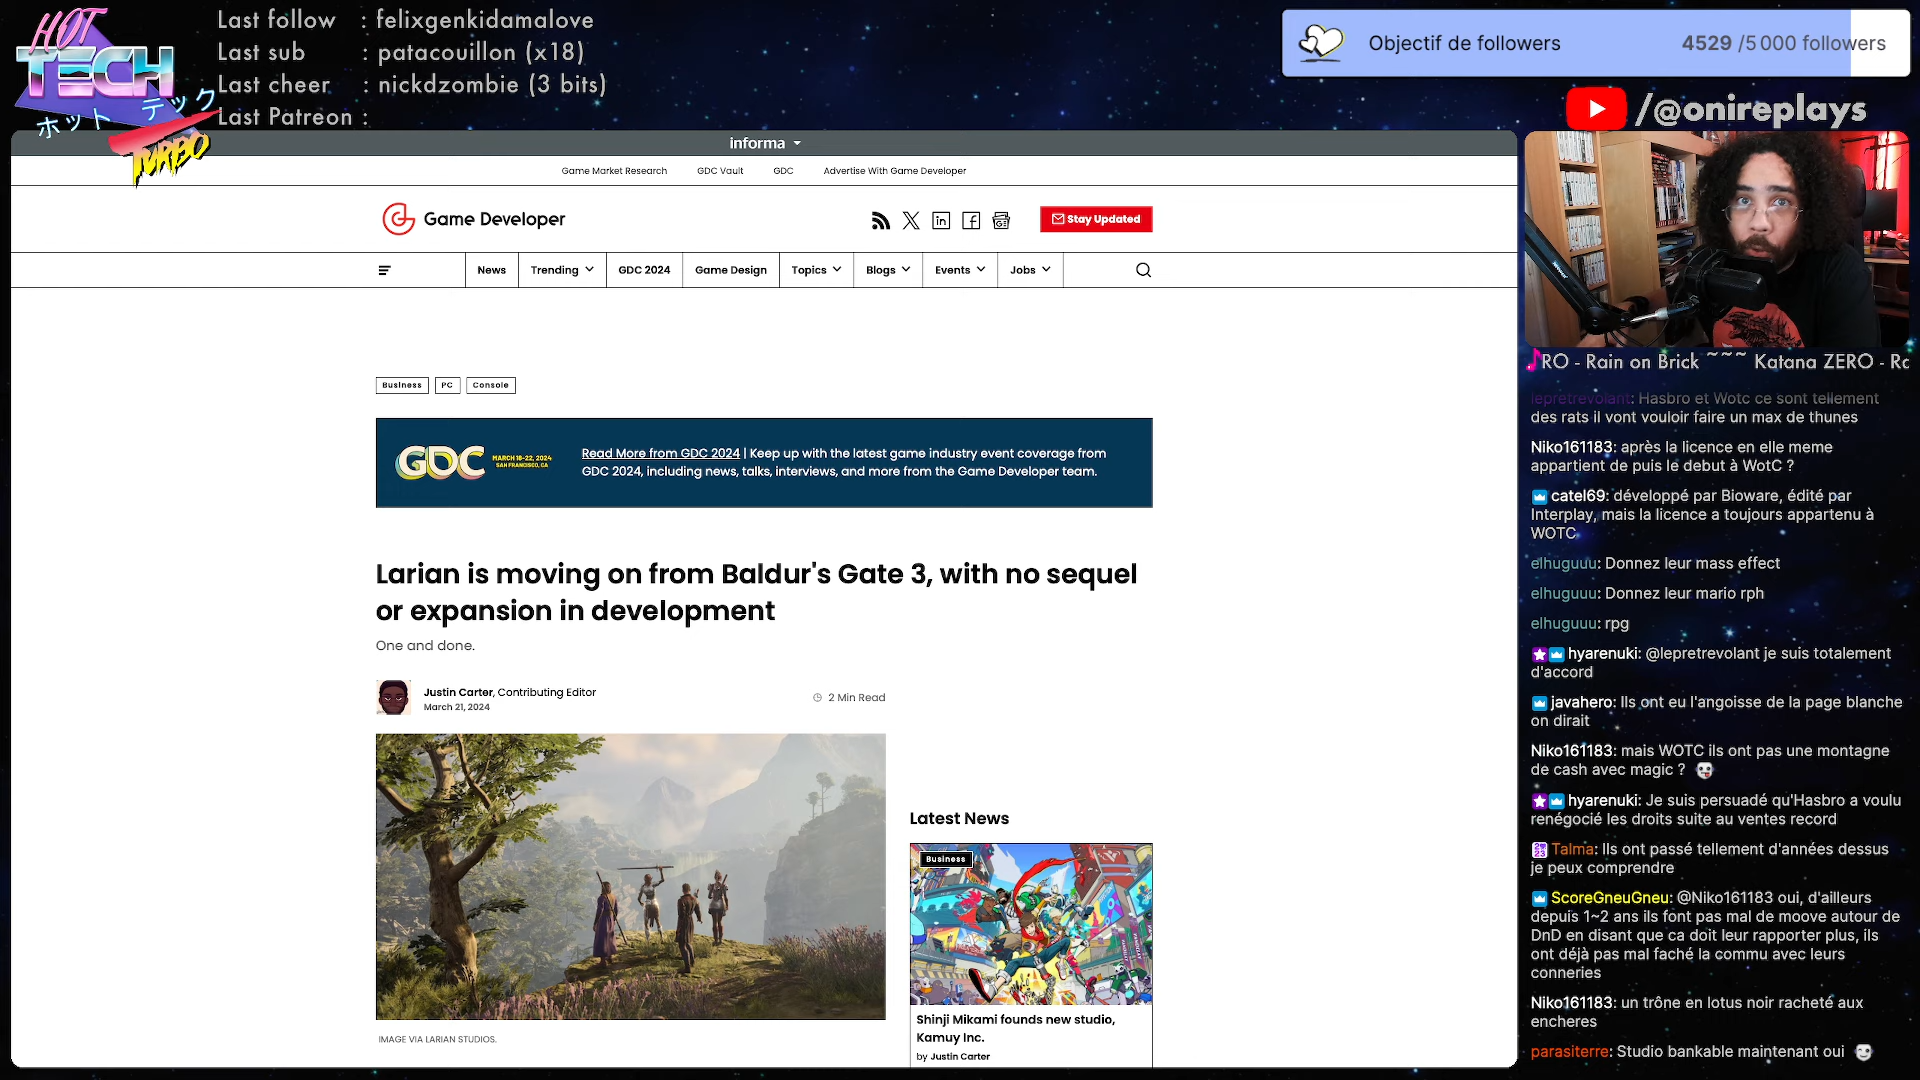 HOT
TECH
ホット テック
TURBO
Last follow : felixgenkidamalove
Last sub : patacouillon (x18)
Last cheer : nickdzombie (3 bits)
Last Patreon :
Objectif de followers 4529 /5 000 followers
/@onireplays
informa
Game Market Research GDC Vault GDC Advertise With Game Developer
Game Developer
Stay Updated
News Trending GDC 2024 Game Design Topics Blogs Events Jobs
Business PC Console
GDC MARCH 18-22, 2024
SAN FRANCISCO, CA
Read More from GDC 2024 | Keep up with the latest game industry event coverage from
GDC 2024, including news, talks, interviews, and more from the Game Developer team.
Larian is moving on from Baldur's Gate 3, with no sequel
or expansion in development
One and done.
Justin Carter, Contributing Editor
March 21, 2024
2 Min Read
IMAGE VIA LARIAN STUDIOS.
Latest News
Business
Shinji Mikami founds new studio,
Kamuy Inc.
by Justin Carter
RO - Rain on Brick ~~~ Katana ZERO - Ra
lepretrevolant: Hasbro et Wotc ce sont tellement
des rats il vont vouloir faire un max de thunes
Niko161183: après la licence en elle meme
appartient de puis le debut à WotC ?
catel69: développé par Bioware, édité par
Interplay, mais la licence a toujours appartenu à
WOTC
elhuguuu: Donnez leur mass effect
elhuguuu: Donnez leur mario rph
elhuguuu: rpg
hyarenuki: @lepretrevolant je suis totalement
d'accord
javahero: Ils ont eu l'angoisse de la page blanche
on dirait
Niko161183: mais WOTC ils ont pas une montagne
de cash avec magic ?
hyarenuki: Je suis persuadé qu'Hasbro a voulu
renégocié les droits suite au ventes record
Talma: Ils ont passé tellement d'années dessus
je peux comprendre
ScoreGneuGneu: @Niko161183 oui, d'ailleurs
depuis 1~2 ans ils font pas mal de moove autour de
DnD en disant que ca doit leur rapporter plus, ils
ont déjà pas mal faché la commu avec leurs
conneries
Niko161183: un trône en lotus noir racheté aux
encheres
parasiterre: Studio bankable maintenant oui